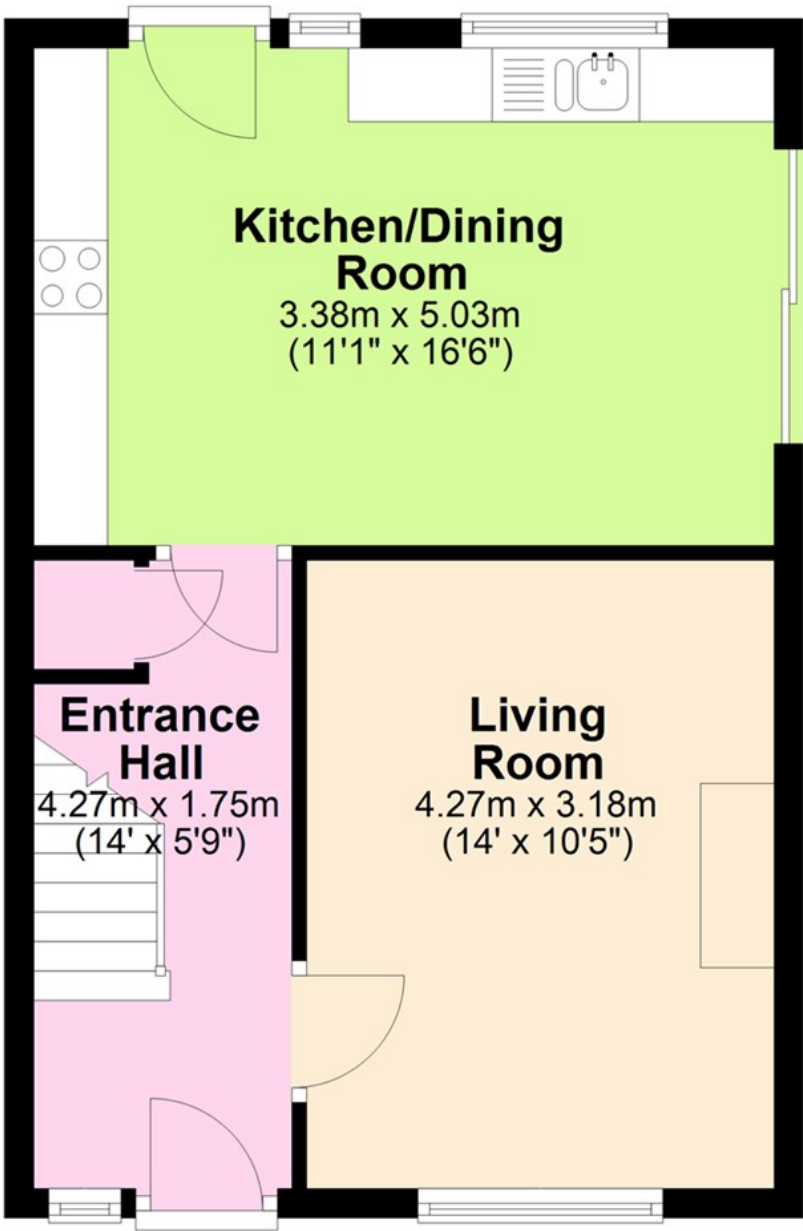 Kitchen/Dining
Room
3.38m x 5.03m
(11'1" x 16'6")
Entrance
Hall
4.27m x 1.75m
(14' x 5'9")
Living
Room
4.27m x 3.18m
(14' x 10'5")